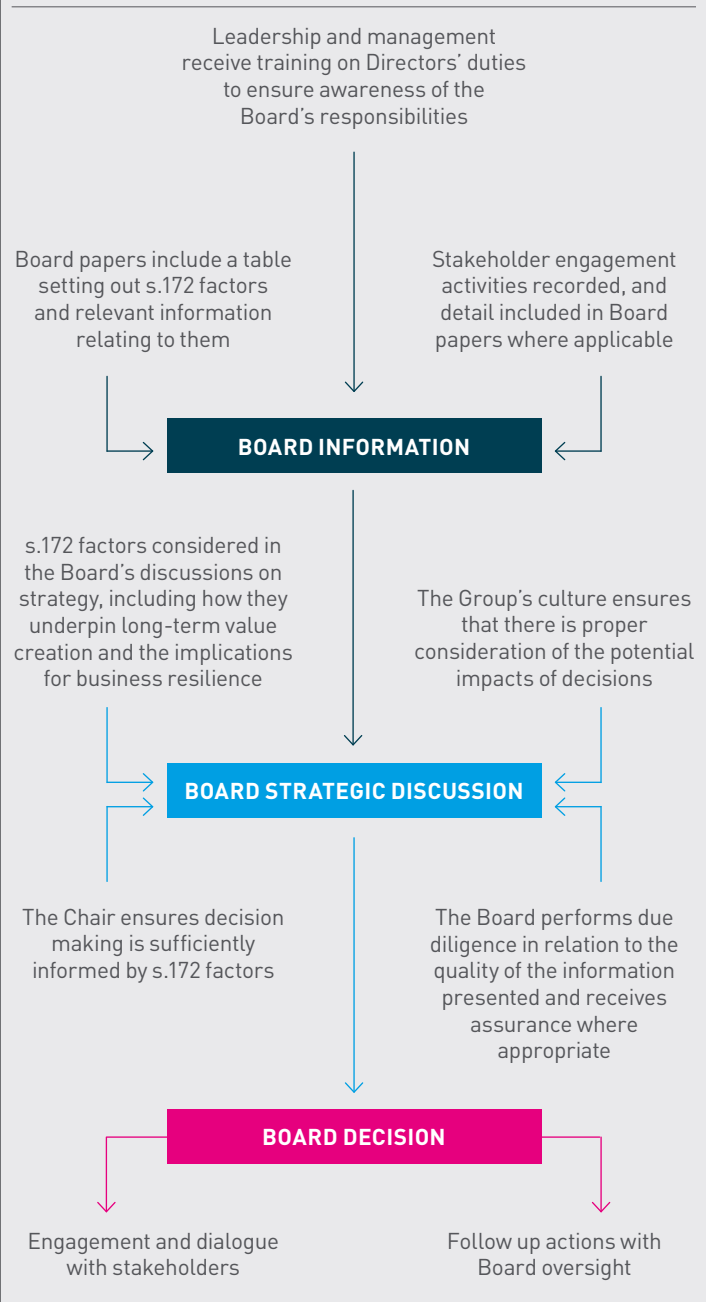 Leadership and management
receive training on Directors’ duties
to ensure awareness of the
Board’s responsibilities
Board papers include a table
setting out s.172 factors
and relevant information
relating to them
Stakeholder engagement
activities recorded, and
detail included in Board
papers where applicable
BOARD INFORMATION
s.172 factors considered in
the Board’s discussions on
strategy, including how they
underpin long-term value
creation and the implications
for business resilience
The Group’s culture ensures
that there is proper
consideration of the potential
impacts of decisions
BOARD STRATEGIC DISCUSSION
The Chair ensures decision
making is sufficiently
informed by s.172 factors
The Board performs due
diligence in relation to the
quality of the information
presented and receives
assurance where
appropriate
BOARD DECISION
Engagement and dialogue
with stakeholders
Follow up actions with
Board oversight